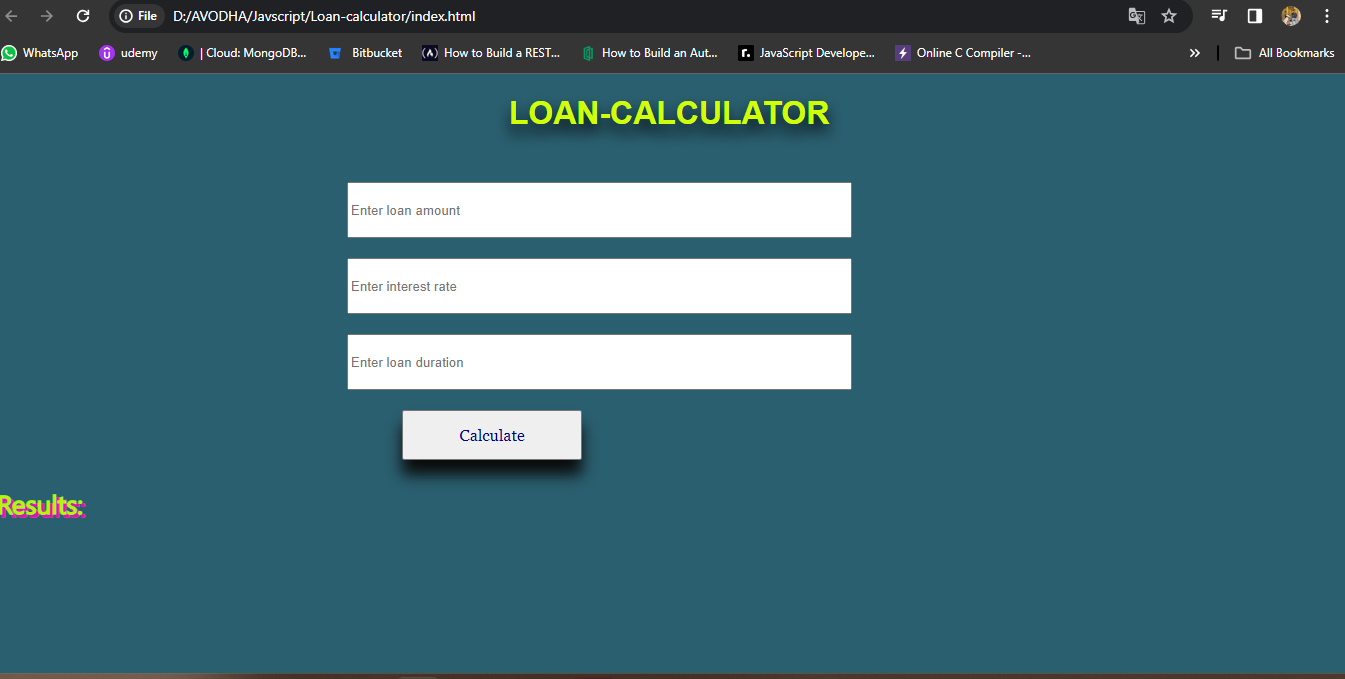 File D:/AVODHA/Javscript/Loan-calculator/index.html
WhatsApp udemy | Cloud: MongoDB... Bitbucket How to Build a REST... How to Build an Aut... JavaScript Develope... Online C Compiler -... All Bookmarks
LOAN-CALCULATOR
Enter loan amount
Enter interest rate
Enter loan duration
Calculate
Results: